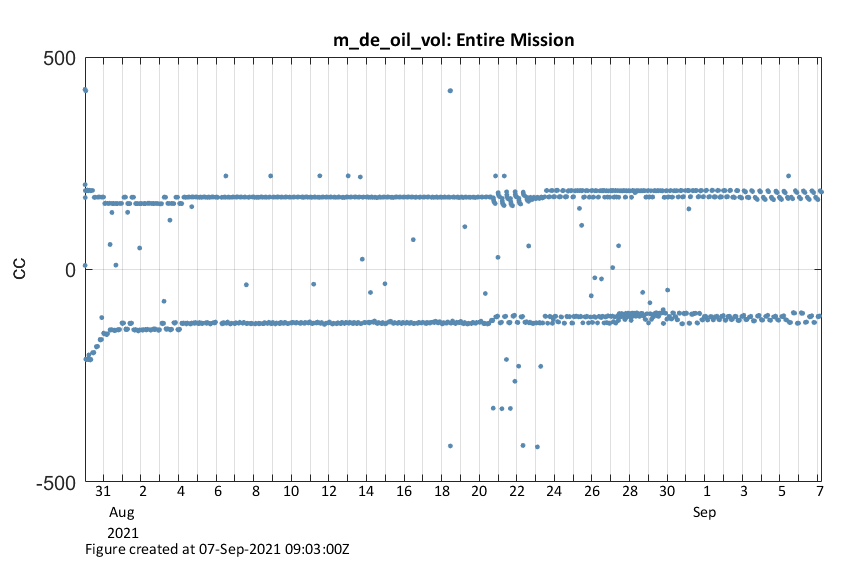 m_de_oil_vol: Entire Mission
500
0
-500
CC
31 2 4 6 8 10 12 14 16 18 20 22 24 26 28 30 1 3 5 7
Aug Sep
2021
Figure created at 07-Sep-2021 09:03:00Z